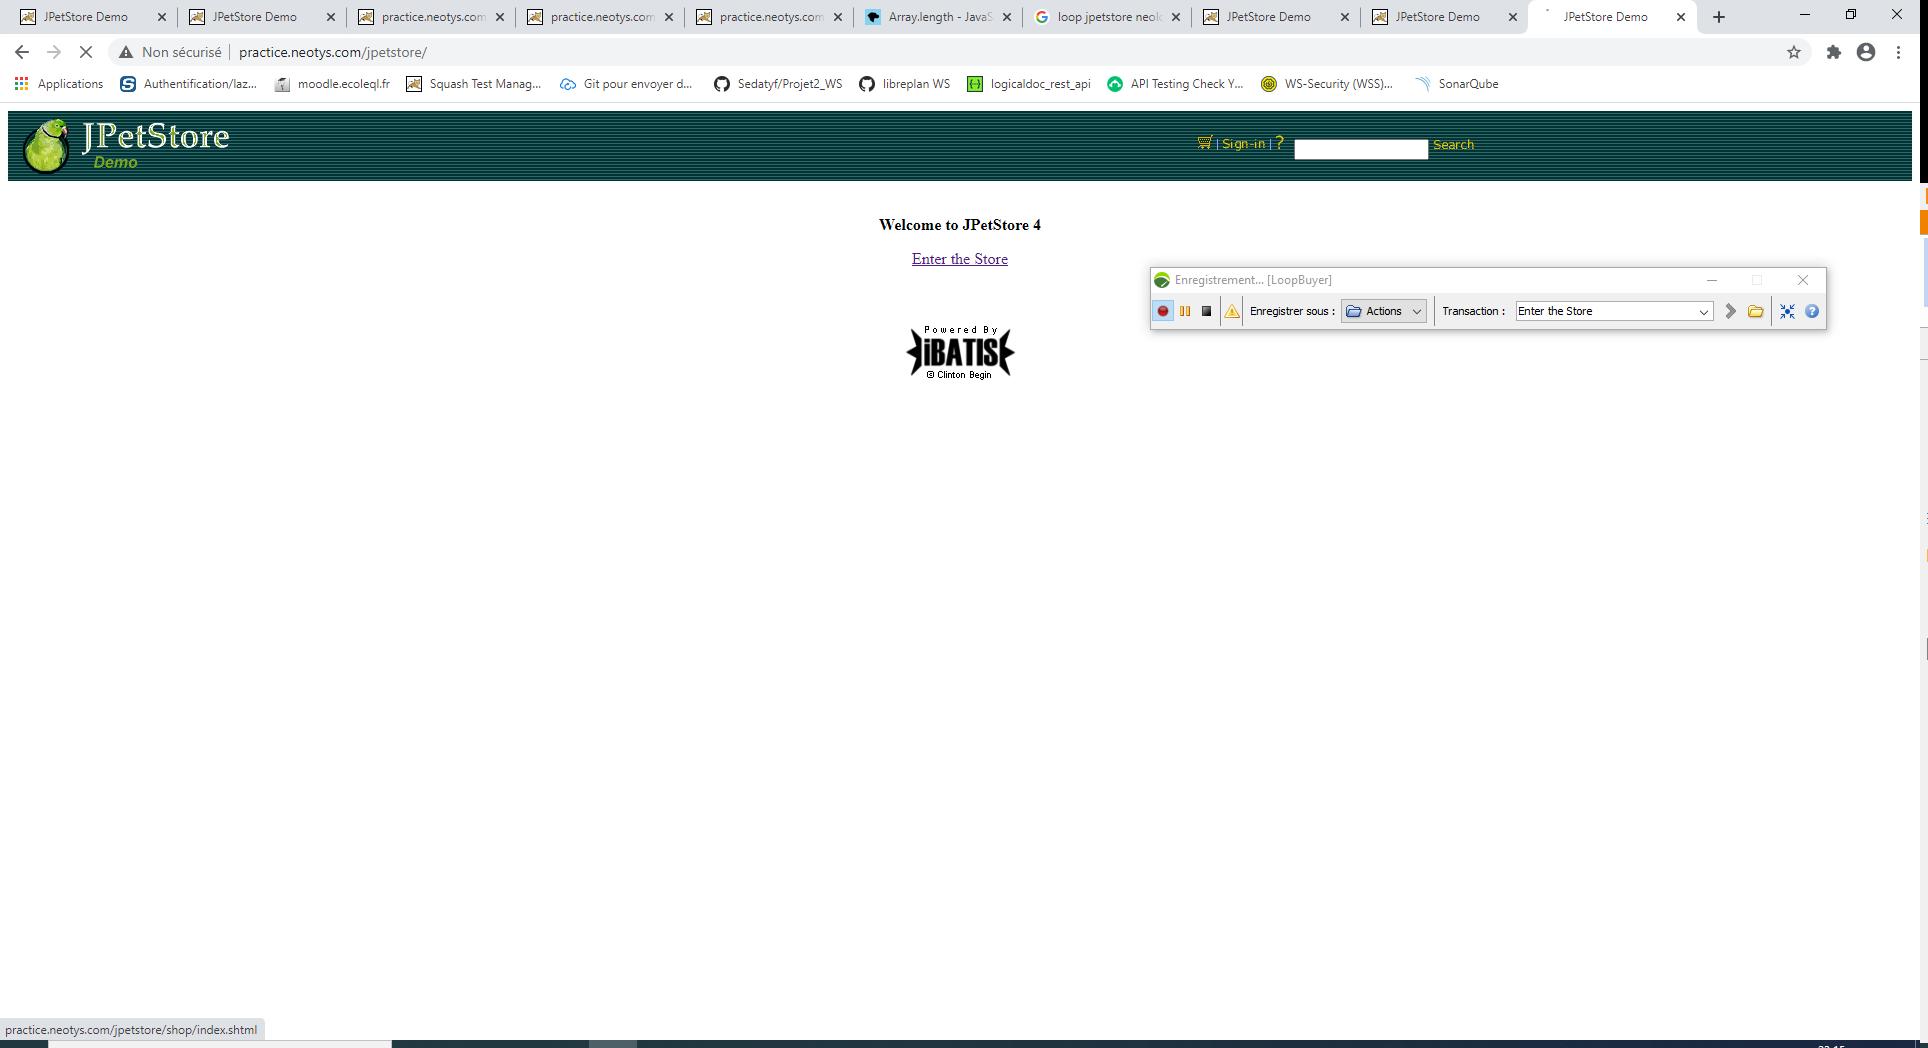 JPetStore Demo
JPetStore Demo
practice.neotys.com
practice.neotys.com
practice.neotys.com
Array.length - JavaS
loop jpetstore neolo
JPetStore Demo
JPetStore Demo
JPetStore Demo
Non sécurisé practice.neotys.com/jpetstore/
Applications
Authentification/laz...
moodle.ecoleql.fr
Squash Test Manag...
Git pour envoyer d...
Sedatyf/Projet2_WS
libreplan WS
logicaldoc_rest_api
API Testing Check Y...
WS-Security (WSS)...
SonarQube
JPetStore
Demo
| Sign-in | ? Search
Welcome to JPetStore 4
Enter the Store
Enregistrement... [LoopBuyer]
Enregistrer sous : Actions Transaction : Enter the Store
Powered By
iBATIS
© Clinton Begin
practice.neotys.com/jpetstore/shop/index.shtml